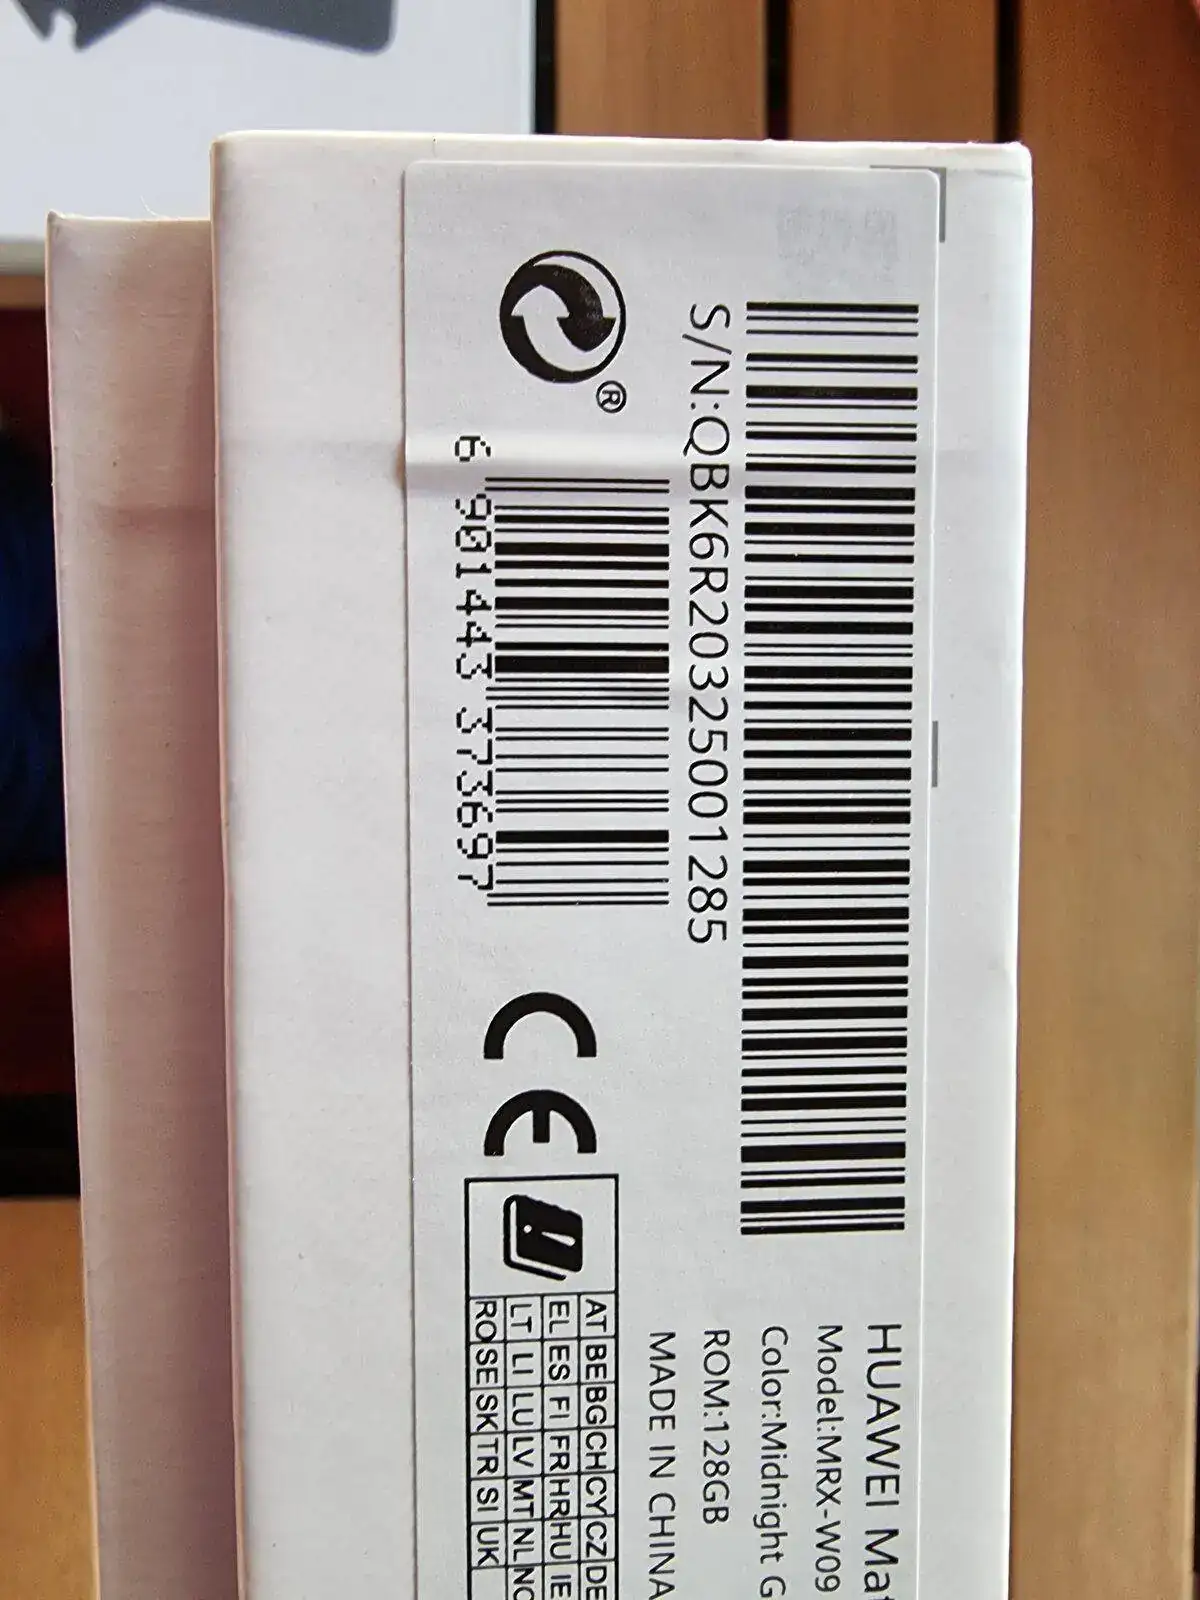 S/N:QBK6R20325001285
®
6 901443 373697
CE
HUAWEI Mat
Model:MRX-W09
Color:Midnight G
ROM:128GB
MADE IN CHINA
AT BE BG CH CY CZ DE
EL ES FI FR HR HU IE
LT LI LU LV MT NL NO
RO SE SK TR SI UK